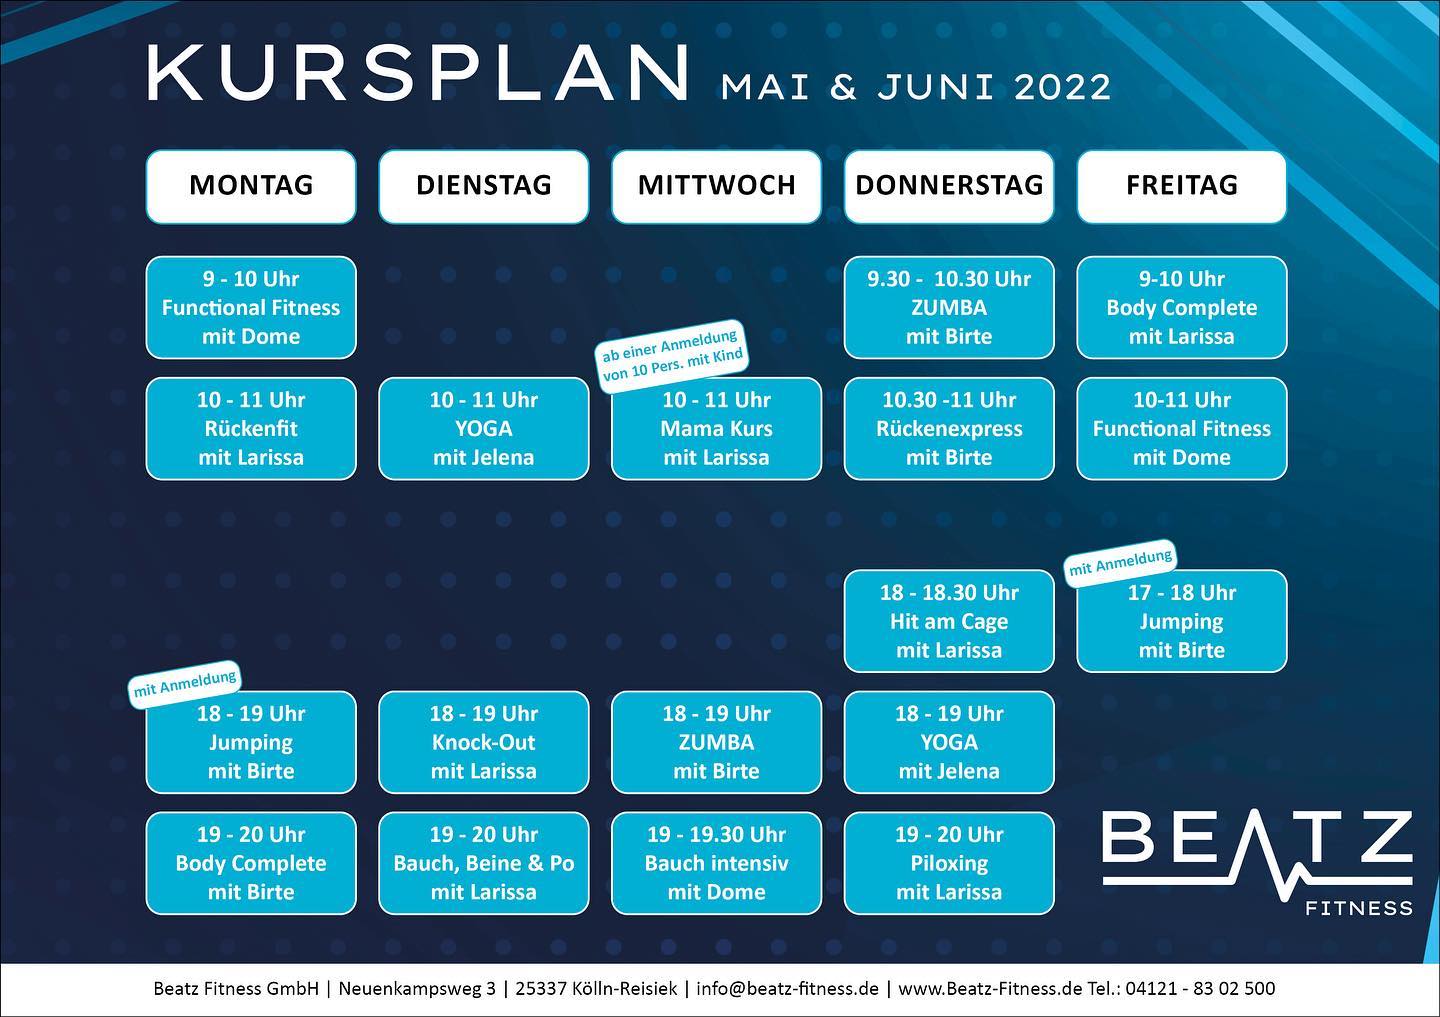 KURSPLAN MAI & JUNI 2022
MONTAG
DIENSTAG
MITTWOCH
DONNERSTAG
FREITAG
9 - 10 Uhr
Functional Fitness
mit Dome
9.30 - 10.30 Uhr
ZUMBA
mit Birte
9-10 Uhr
Body Complete
mit Larissa
10 - 11 Uhr
Rückenfit
mit Larissa
10 - 11 Uhr
YOGA
mit Jelena
ab einer Anmeldung
von 10 Pers. mit Kind
10 - 11 Uhr
Mama Kurs
mit Larissa
10.30 -11 Uhr
Rückenexpress
mit Birte
10-11 Uhr
Functional Fitness
mit Dome
18 - 18.30 Uhr
Hit am Cage
mit Larissa
mit Anmeldung
17 - 18 Uhr
Jumping
mit Birte
mit Anmeldung
18 - 19 Uhr
Jumping
mit Birte
18 - 19 Uhr
Knock-Out
mit Larissa
18 - 19 Uhr
ZUMBA
mit Birte
18 - 19 Uhr
YOGA
mit Jelena
19 - 20 Uhr
Body Complete
mit Birte
19 - 20 Uhr
Bauch, Beine & Po
mit Larissa
19 - 19.30 Uhr
Bauch intensiv
mit Dome
19 - 20 Uhr
Piloxing
mit Larissa
BEATZ
FITNESS
Beatz Fitness GmbH | Neuenkampsweg 3 | 25337 Kölln-Reisiek | info@beatz-fitness.de | www.Beatz-Fitness.de Tel.: 04121 - 83 02 500